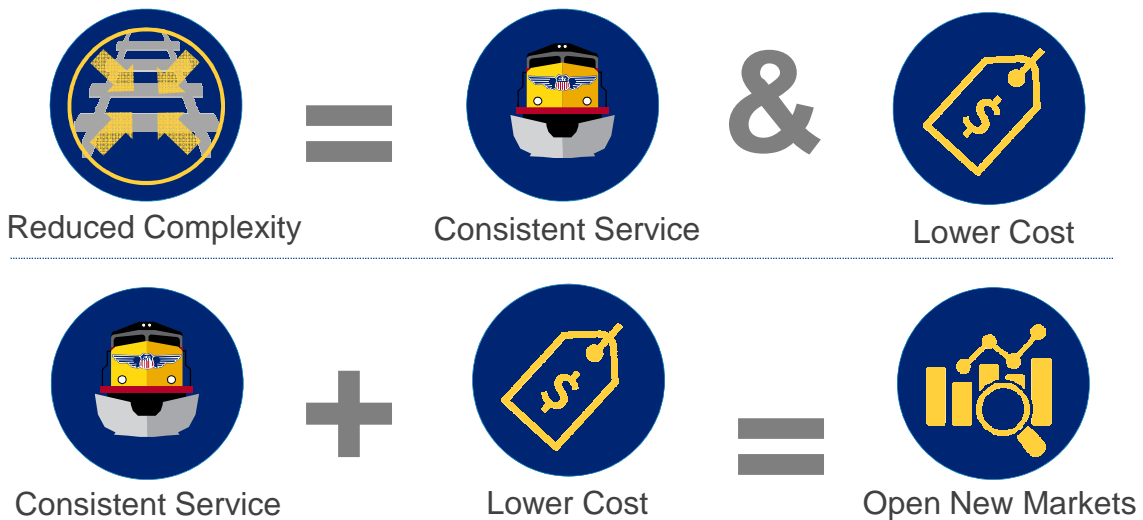 = & $
Reduced Complexity Consistent Service Lower Cost
+ $ =
Consistent Service Lower Cost Open New Markets